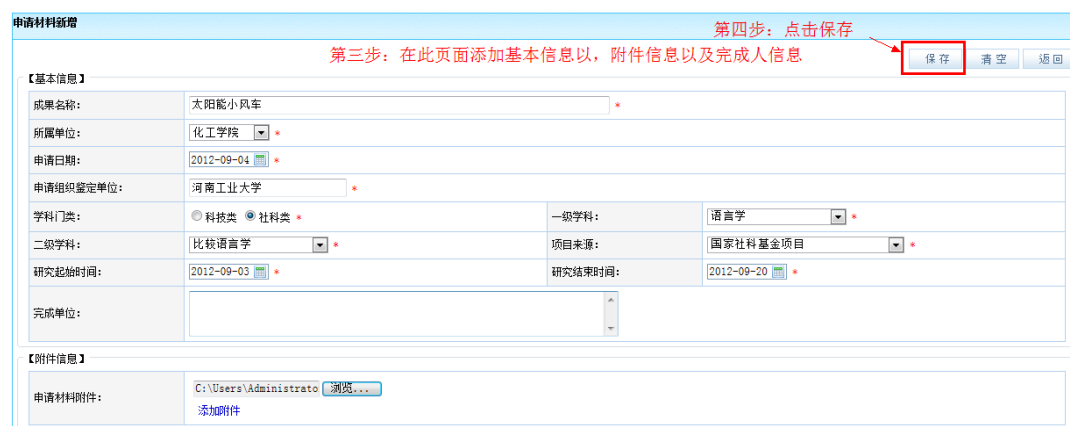 申请材料新增
第四步：点击保存
第三步：在此页面添加基本信息以，附件信息以及完成人信息
保存 清空 返回
【基本信息】
成果名称： 太阳能小风车 *
所属单位： 化工学院 *
申请日期： 2012-09-04 *
申请组织鉴定单位： 河南工业大学 *
学科门类： 科技类 社科类 * 一级学科： 语言学 *
二级学科： 比较语言学 * 项目来源： 国家社科基金项目 *
研究起始时间： 2012-09-03 * 研究结束时间： 2012-09-20 *
完成单位：
【附件信息】
申请材料附件： C:\Users\Administrato 浏览...
添加附件